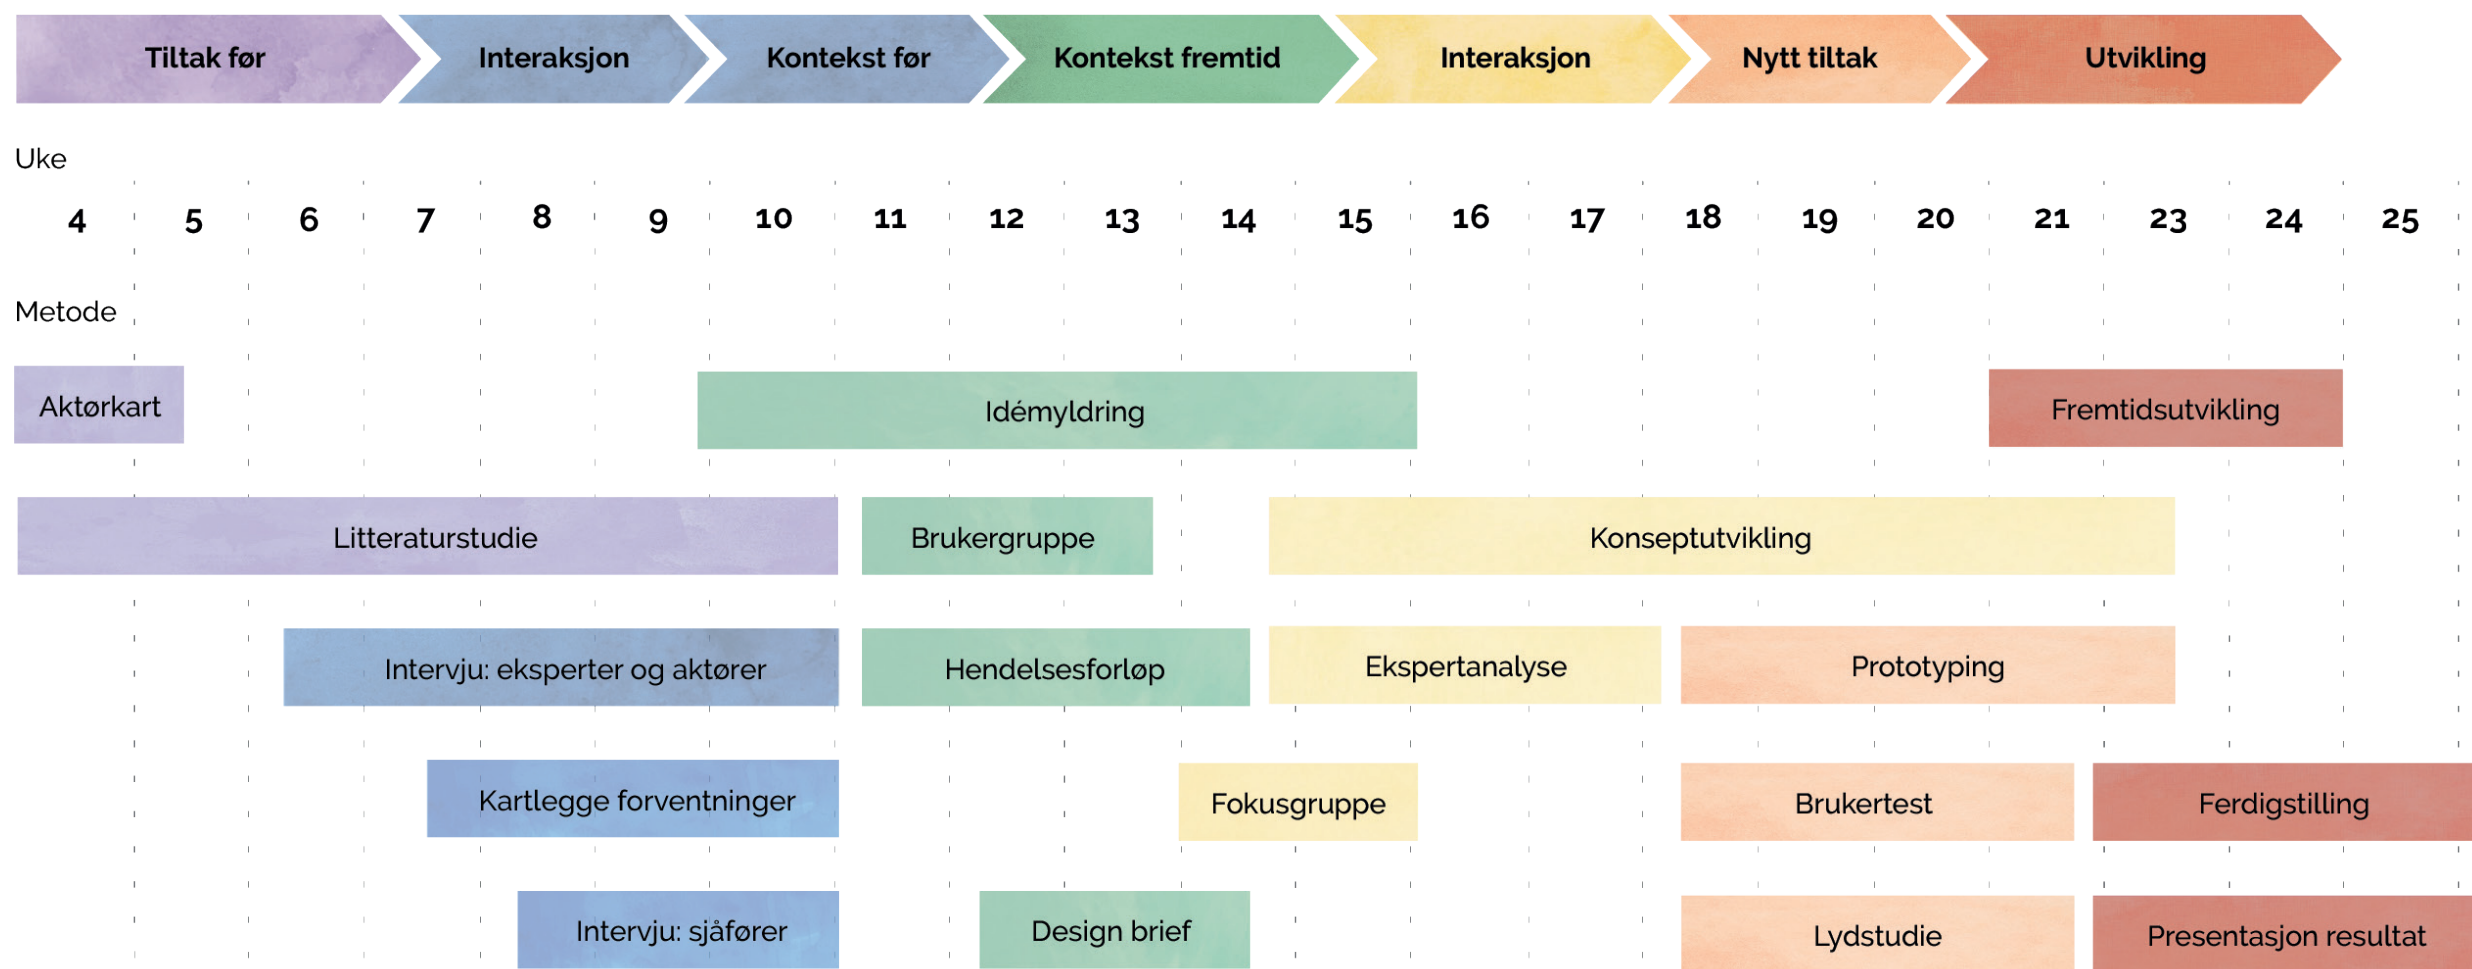 Tiltak før Interaksjon Kontekst før Kontekst fremtid Interaksjon Nytt tiltak Utvikling
Uke
4 5 6 7 8 9 10 11 12 13 14 15 16 17 18 19 20 21 23 24 25
Metode
Aktørkart Idémyldring Fremtidsutvikling
Litteraturstudie Brukergruppe Konseptutvikling
Intervju: eksperter og aktører Hendelsesforløp Ekspertanalyse Prototyping
Kartlegge forventninger Fokusgruppe Brukertest Ferdigstilling
Intervju: sjåfører Design brief Lydstudie Presentasjon resultat